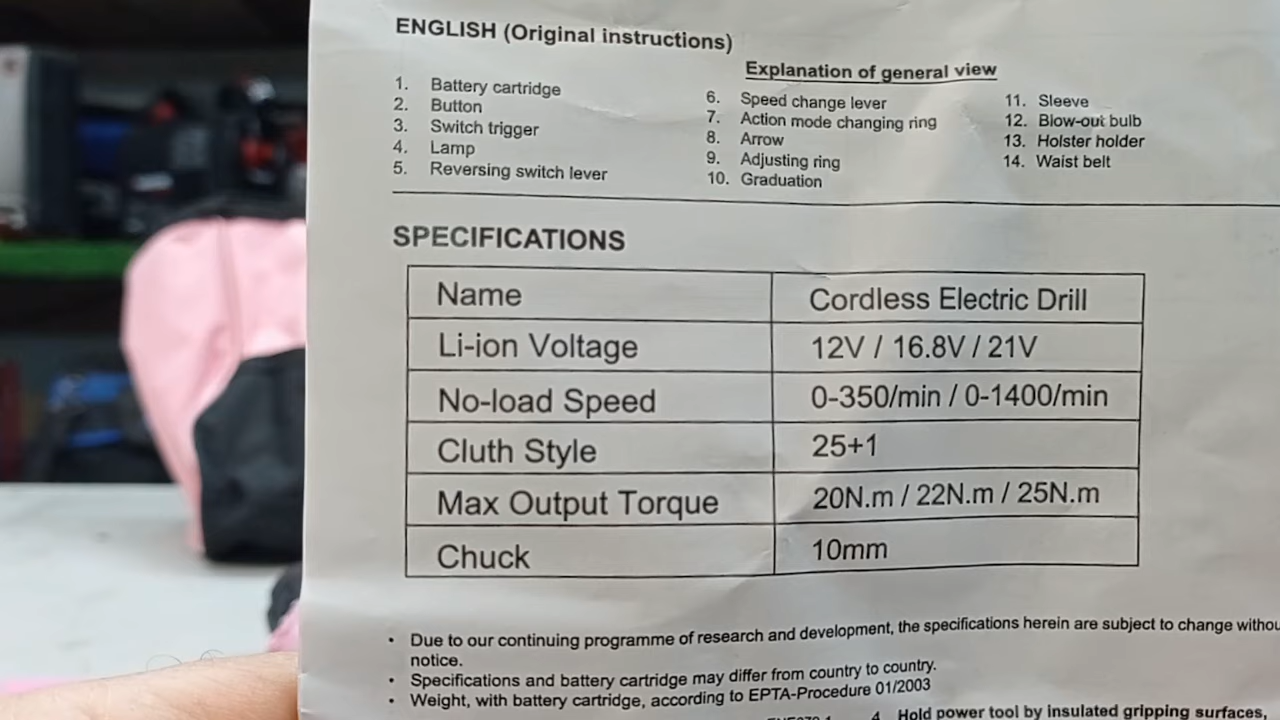 ENGLISH (Original instructions)
Explanation of general view
1. Battery cartridge
2. Button
3. Switch trigger
4. Lamp
5. Reversing switch lever
6. Speed change lever
7. Action mode changing ring
8. Arrow
9. Adjusting ring
10. Graduation
11. Sleeve
12. Blow-out bulb
13. Holster holder
14. Waist belt
SPECIFICATIONS
Name Cordless Electric Drill
Li-ion Voltage 12V / 16.8V / 21V
No-load Speed 0-350/min / 0-1400/min
Cluth Style 25+1
Max Output Torque 20N.m / 22N.m / 25N.m
Chuck 10mm
• Due to our continuing programme of research and development, the specifications herein are subject to change
notice.
• Specifications and battery cartridge may differ from country to country.
• Weight, with battery cartridge, according to EPTA-Procedure 01/2003
4. Hold power tool by insulated gripping surfaces,